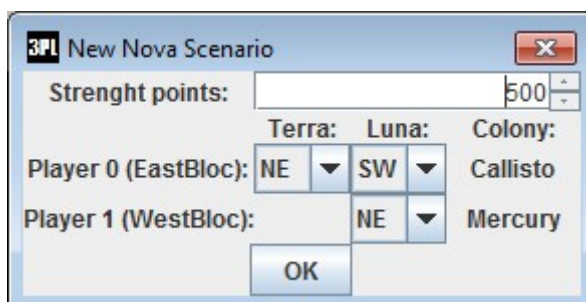 3PL New Nova Scenario
Strenght points: 500
Terra: Luna: Colony:
Player 0 (EastBloc): NE SW Callisto
Player 1 (WestBloc): NE Mercury
OK